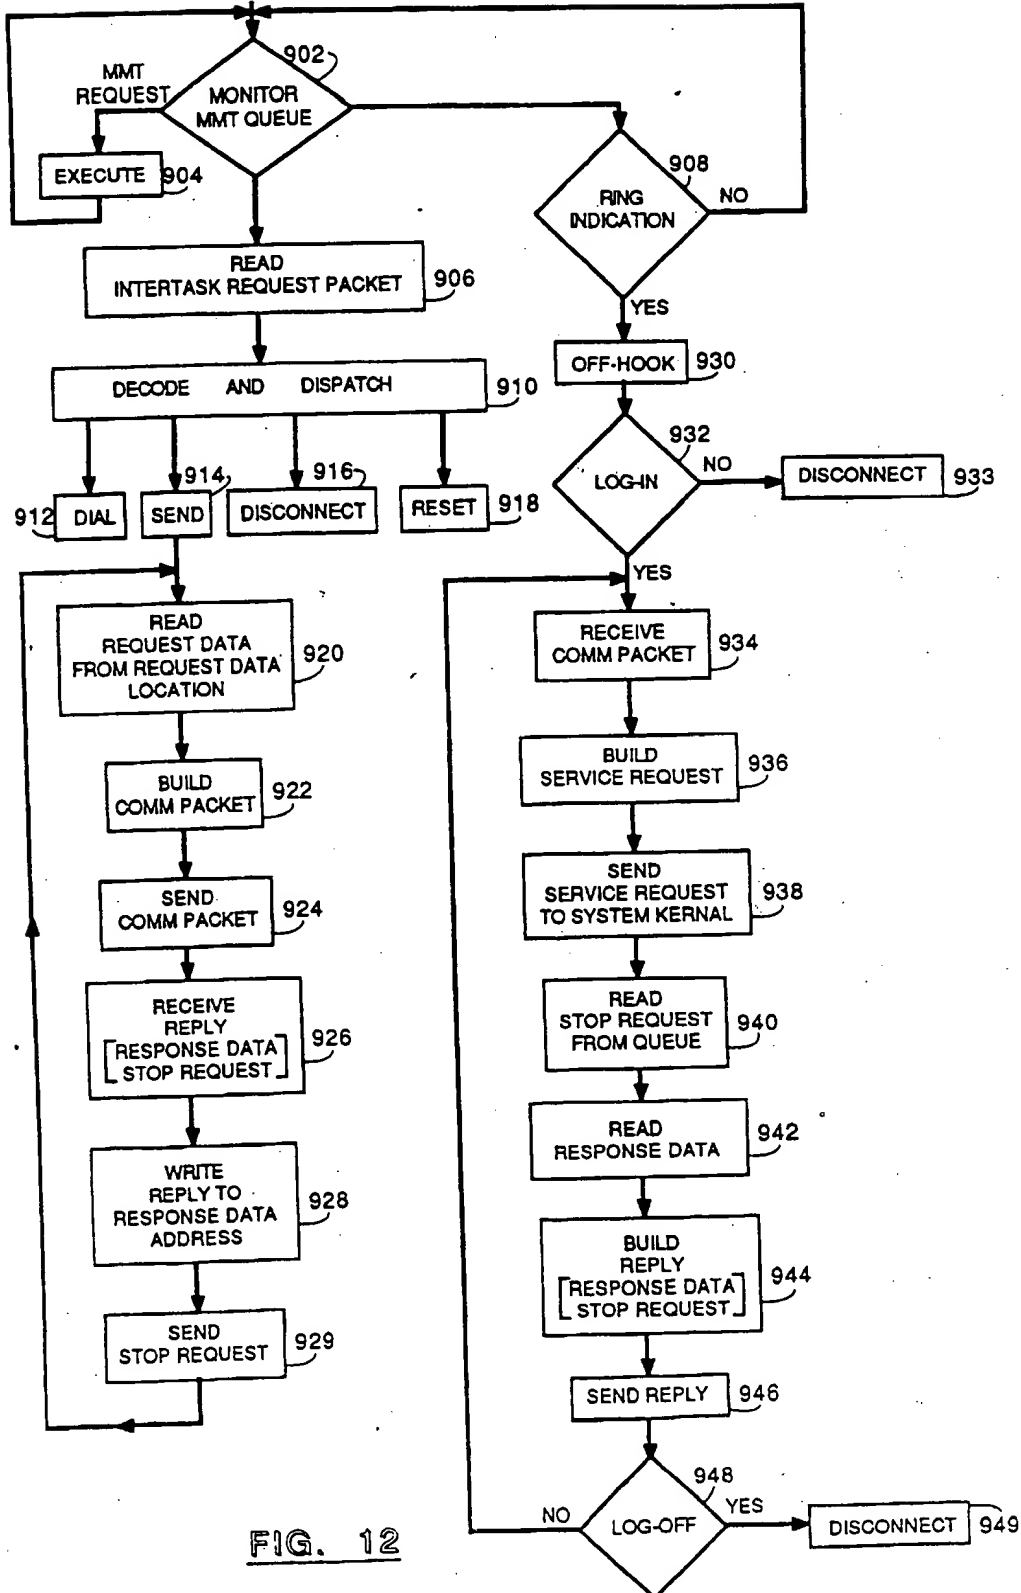 902
MMT
REQUEST
MONITOR
MMT QUEUE
EXECUTE
904
908
RING
INDICATION
NO
READ
INTERTASK REQUEST PACKET
906
YES
OFF-HOOK
930
DECODE AND DISPATCH
910
932
LOG-IN
NO
DISCONNECT
933
914
916
912
DIAL
SEND
DISCONNECT
RESET
918
YES
READ
REQUEST DATA
FROM REQUEST DATA
LOCATION
920
RECEIVE
COMM PACKET
934
BUILD
COMM PACKET
922
BUILD
SERVICE REQUEST
936
SEND
COMM PACKET
924
SEND
SERVICE REQUEST
TO SYSTEM KERNAL
938
RECEIVE
REPLY
[RESPONSE DATA
STOP REQUEST]
926
READ
STOP REQUEST
FROM QUEUE
940
READ
RESPONSE DATA
942
WRITE
REPLY TO
RESPONSE DATA
ADDRESS
928
BUILD
REPLY
[RESPONSE DATA
STOP REQUEST]
944
SEND
STOP REQUEST
929
SEND REPLY
946
948
NO
LOG-OFF
YES
DISCONNECT
949
FIG. 12